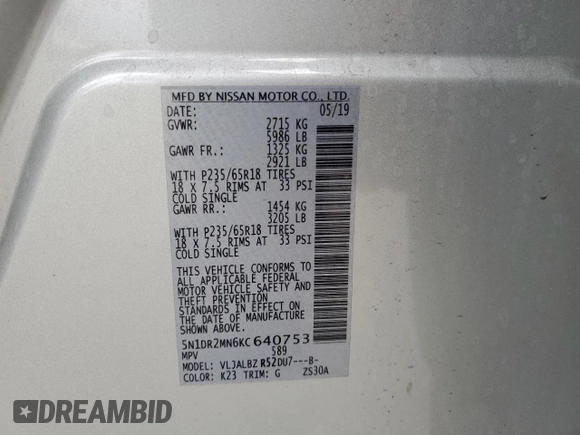 MFD BY NISSAN MOTOR CO., LTD.
DATE: 05/19
GVWR: 2715 KG
5986 LB
GAWR FR.: 1325 KG
2921 LB
WITH P235/65R18 TIRES
18 X 7.5 RIMS AT 33 PSI
COLD SINGLE
GAWR RR.: 1454 KG
3205 LB
WITH P235/65R18 TIRES
18 X 7.5 RIMS AT 33 PSI
COLD SINGLE
THIS VEHICLE CONFORMS TO
ALL APPLICABLE FEDERAL
MOTOR VEHICLE SAFETY AND
THEFT PREVENTION
STANDARDS IN EFFECT ON
THE DATE OF MANUFACTURE
SHOWN ABOVE.
5N1DR2MN6KC640753
MPV 589
MODEL: VLJALBZ R52DU7---B-
COLOR: K23 TRIM: G ZS30A
DREAMBID
CAR AUCTION AGGREGATOR